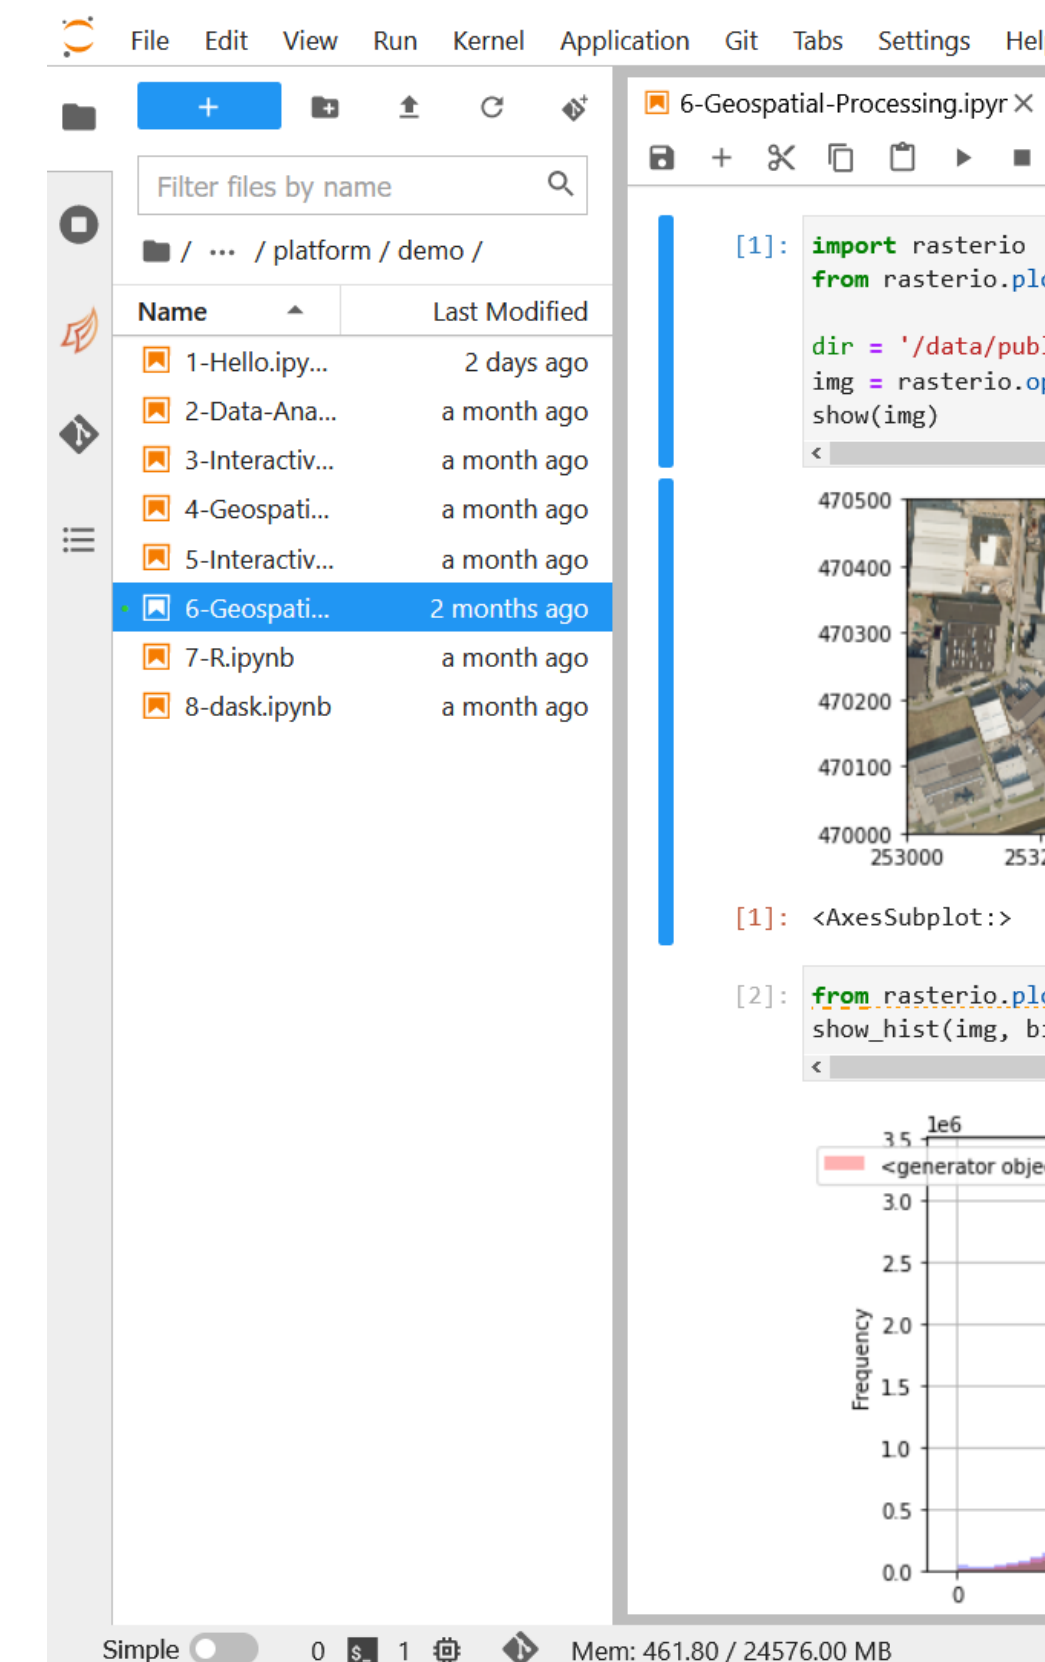 File Edit View Run Kernel Application Git Tabs Settings Hel
+
6-Geospatial-Processing.ipyr
Filter files by name
/ ... / platform / demo /
Name Last Modified
1-Hello.ipy... 2 days ago
2-Data-Ana... a month ago
3-Interactiv... a month ago
4-Geospati... a month ago
5-Interactiv... a month ago
6-Geospati... 2 months ago
7-R.ipynb a month ago
8-dask.ipynb a month ago
[1]: import rasterio
from rasterio.plo
dir = '/data/publ
img = rasterio.op
show(img)
470500
470400
470300
470200
470100
470000
253000 2532
[1]: <AxesSubplot:>
[2]: from rasterio.plo
show_hist(img, bi
1e6
3.5
<generator obje
3.0
2.5
2.0
1.5
1.0
0.5
0.0
Frequency
0
Simple 0 $_ 1 Mem: 461.80 / 24576.00 MB